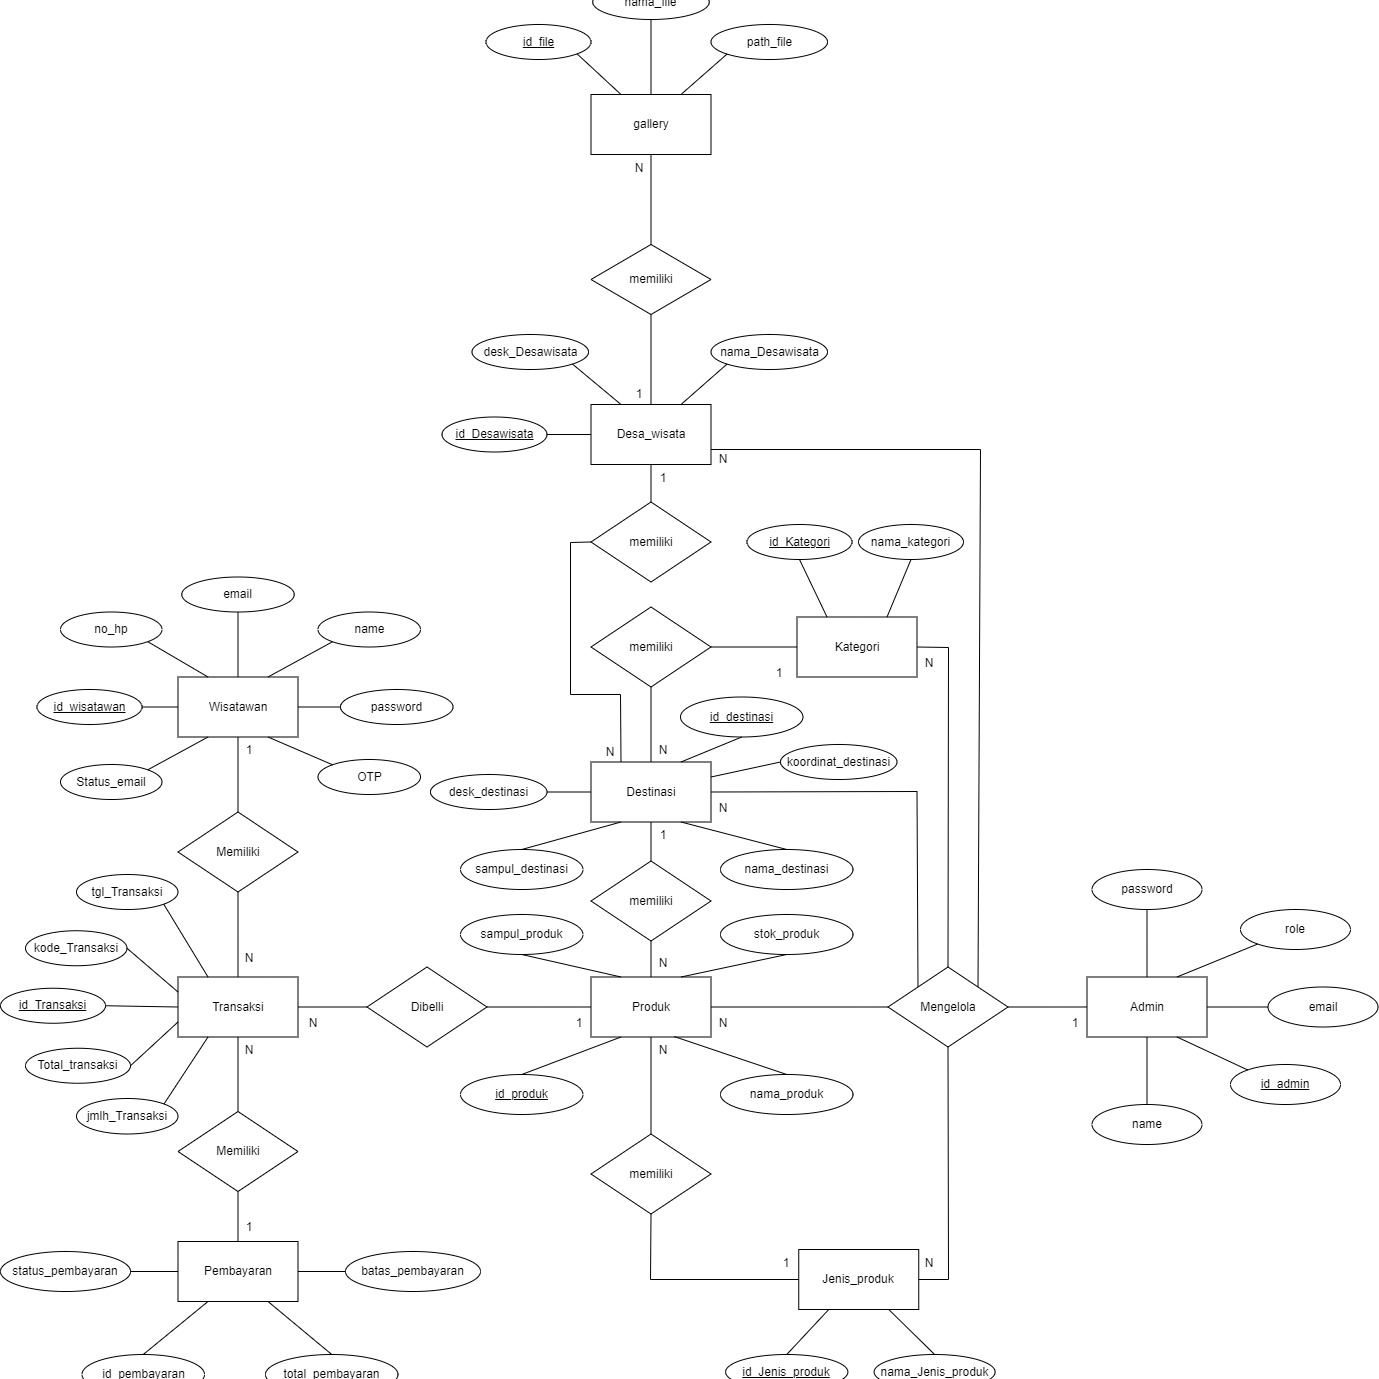 nama_file
id_file
path_file
gallery
N
memiliki
desk_Desawisata
nama_Desawisata
1
id_Desawisata
Desa_wisata
N
1
memiliki
id_Kategori
nama_kategori
email
no_hp
name
memiliki
Kategori
1
N
id_wisatawan
Wisatawan
password
id_destinasi
1
N
N
Status_email
OTP
koordinat_destinasi
desk_destinasi
Destinasi
N
1
Memiliki
sampul_destinasi
nama_destinasi
tgl_Transaksi
memiliki
password
kode_Transaksi
sampul_produk
stok_produk
role
N
N
id_Transaksi
Transaksi
Dibelli
Produk
Mengelola
Admin
email
N
1
N
1
N
N
Total_transaksi
id_produk
nama_produk
id_admin
jmlh_Transaksi
name
Memiliki
memiliki
1
1
N
status_pembayaran
Pembayaran
batas_pembayaran
Jenis_produk
id_pembayaran
total_pembayaran
id_Jenis_produk
nama_Jenis_produk